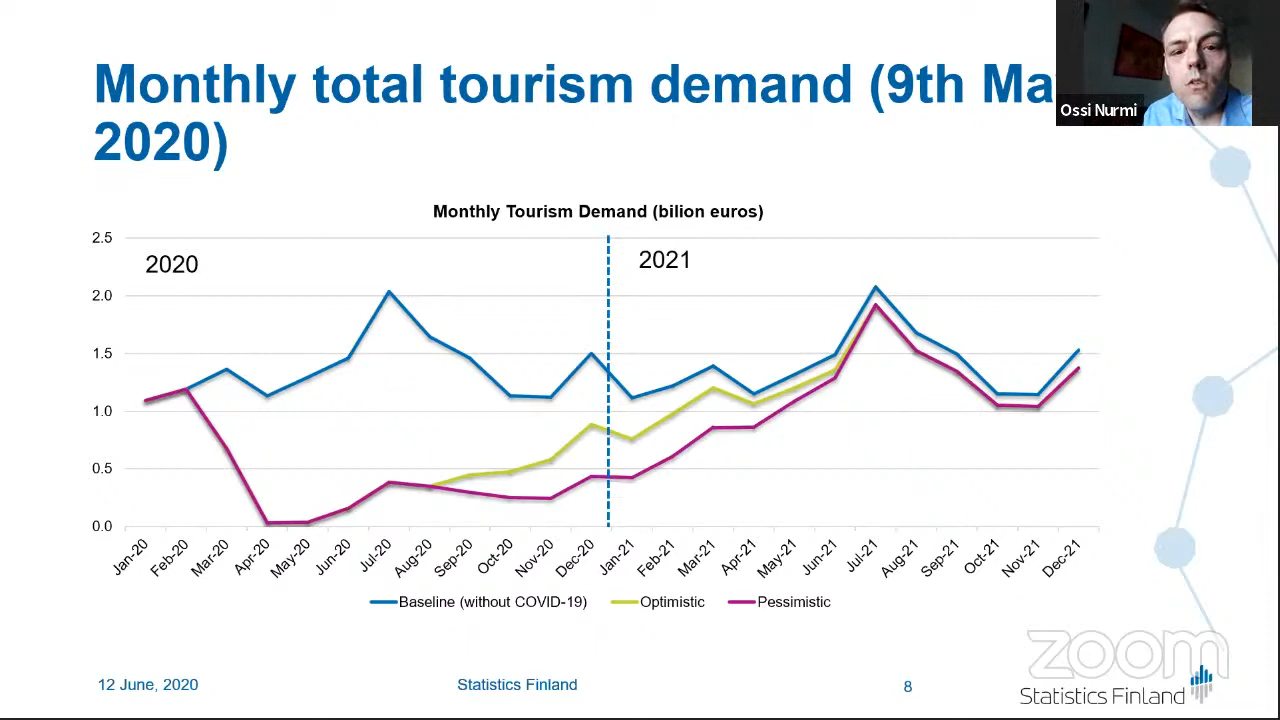 Monthly total tourism demand (9th Ma
2020)
Ossi Nurmi
Monthly Tourism Demand (bilion euros)
2.5
2.0
1.5
1.0
0.5
0.0
2020
2021
Jan-20
Feb-20
Mar-20
Apr-20
May-20
Jun-20
Jul-20
Aug-20
Sep-20
Oct-20
Nov-20
Dec-20
Jan-21
Feb-21
Mar-21
Apr-21
May-21
Jun-21
Jul-21
Aug-21
Sep-21
Oct-21
Nov-21
Dec-21
Baseline (without COVID-19) Optimistic Pessimistic
zoom
12 June, 2020 Statistics Finland 8
Statistics Finland